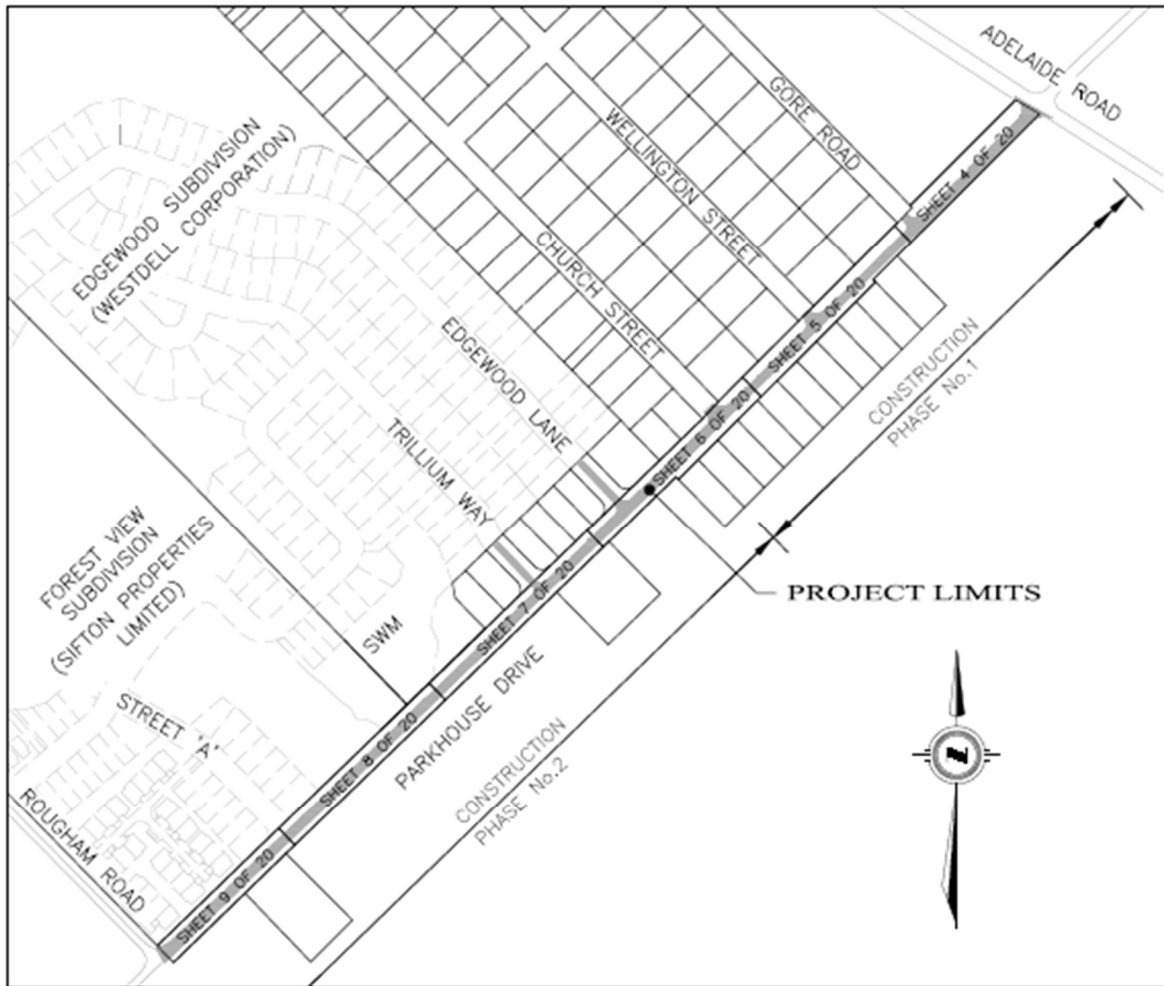 ADELAIDE ROAD
GORE ROAD
SHEET 4 OF 20
WELLINGTON STREET
EDGEWOOD SUBDIVISION
(WESTDELL CORPORATION)
CHURCH STREET
SHEET 5 OF 20
CONSTRUCTION
PHASE No.1
EDGEWOOD LANE
SHEET 6 OF 20
TRILLIUM WAY
PROJECT LIMITS
FOREST VIEW
SUBDIVISION
(SIFTON PROPERTIES
LIMITED)
SWM
SHEET 7 OF 20
PARKHOUSE DRIVE
STREET 'A'
SHEET 8 OF 20
CONSTRUCTION
PHASE No.2
ROUGHAM ROAD
SHEET 9 OF 20
N